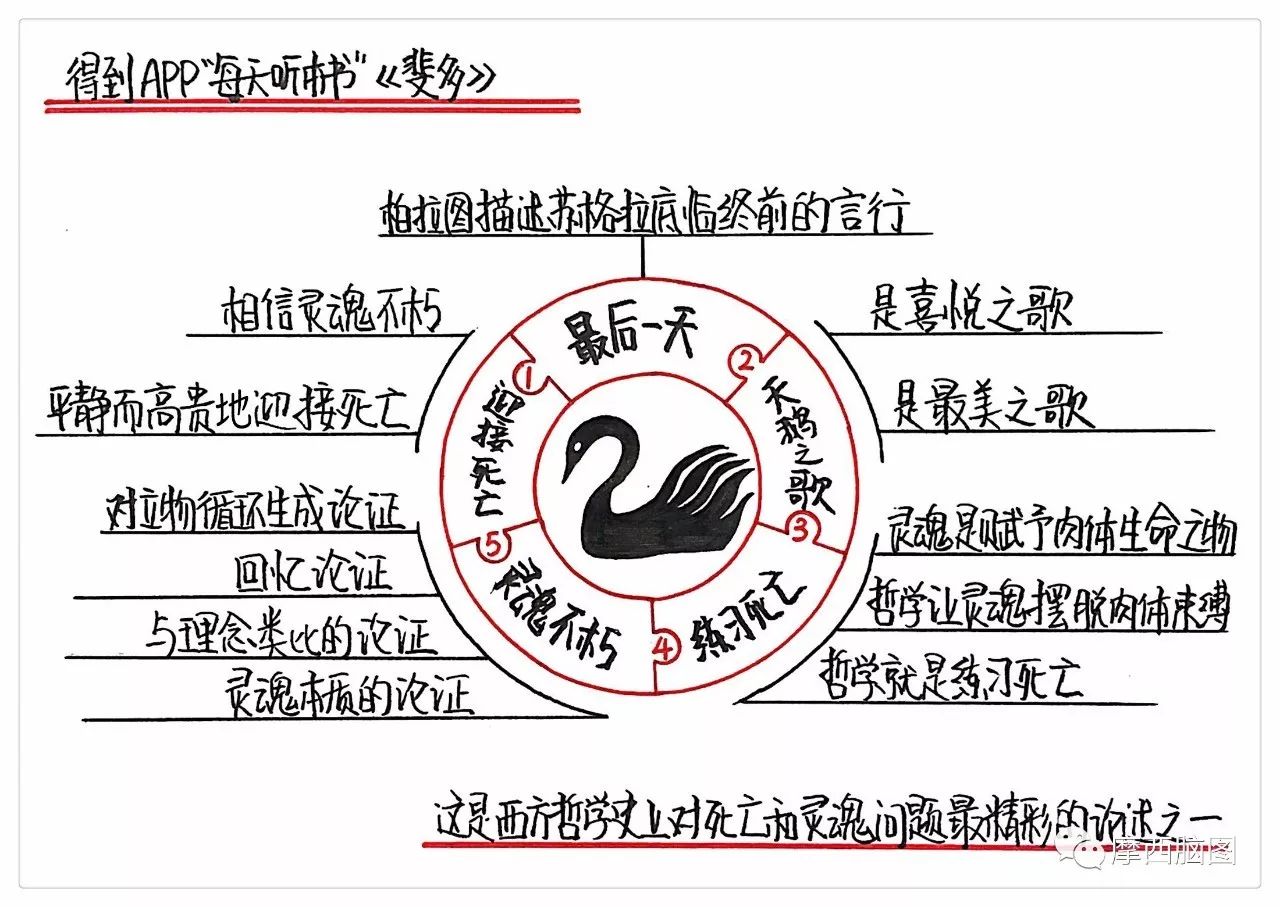 得到APP“每天听本书”《斐多》
柏拉图描述苏格拉底临终前的言行
最后一天
①
②
是喜悦之歌
是最美之歌
天鹅之歌
③
灵魂是赋予肉体生命之物
哲学让灵魂摆脱肉体束缚
哲学就是练习死亡
练习死亡
④
灵魂不朽
对立物循环生成论证
回忆论证
与理念类比的论证
灵魂本质的论证
⑤
迎接死亡
相信灵魂不朽
平静而高贵地迎接死亡
这是西方哲学史上对死亡和灵魂问题最精彩的论述之一
摩西脑图